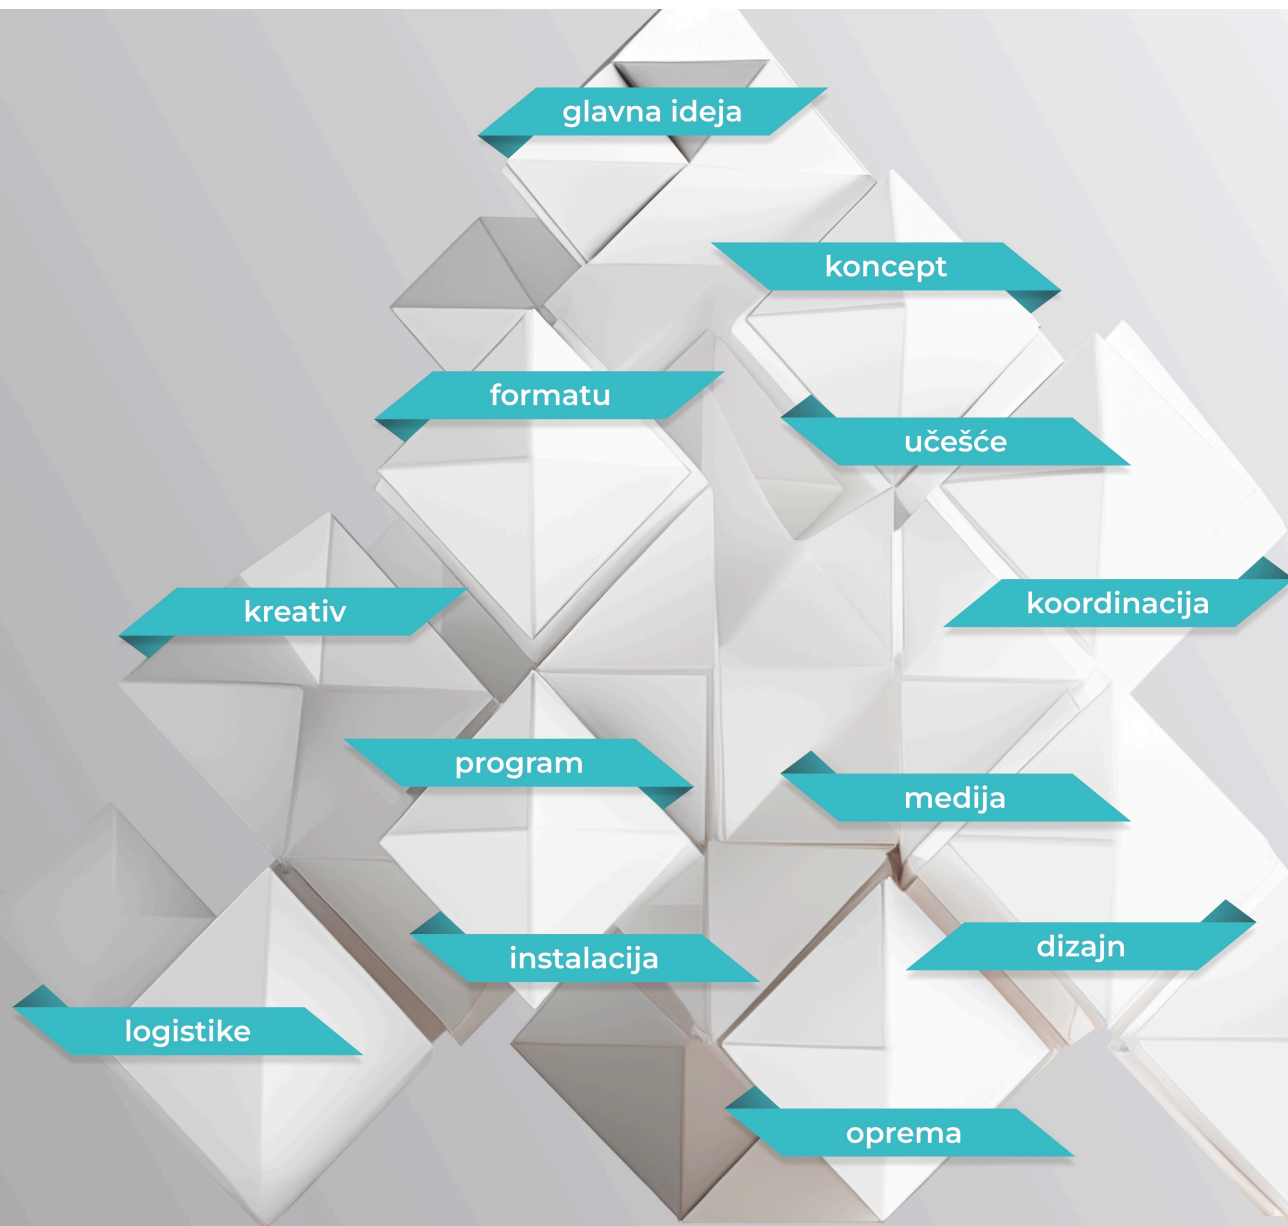 glavna ideja
koncept
formatu
učešće
kreativ
koordinacija
program
medija
instalacija
dizajn
logistike
oprema